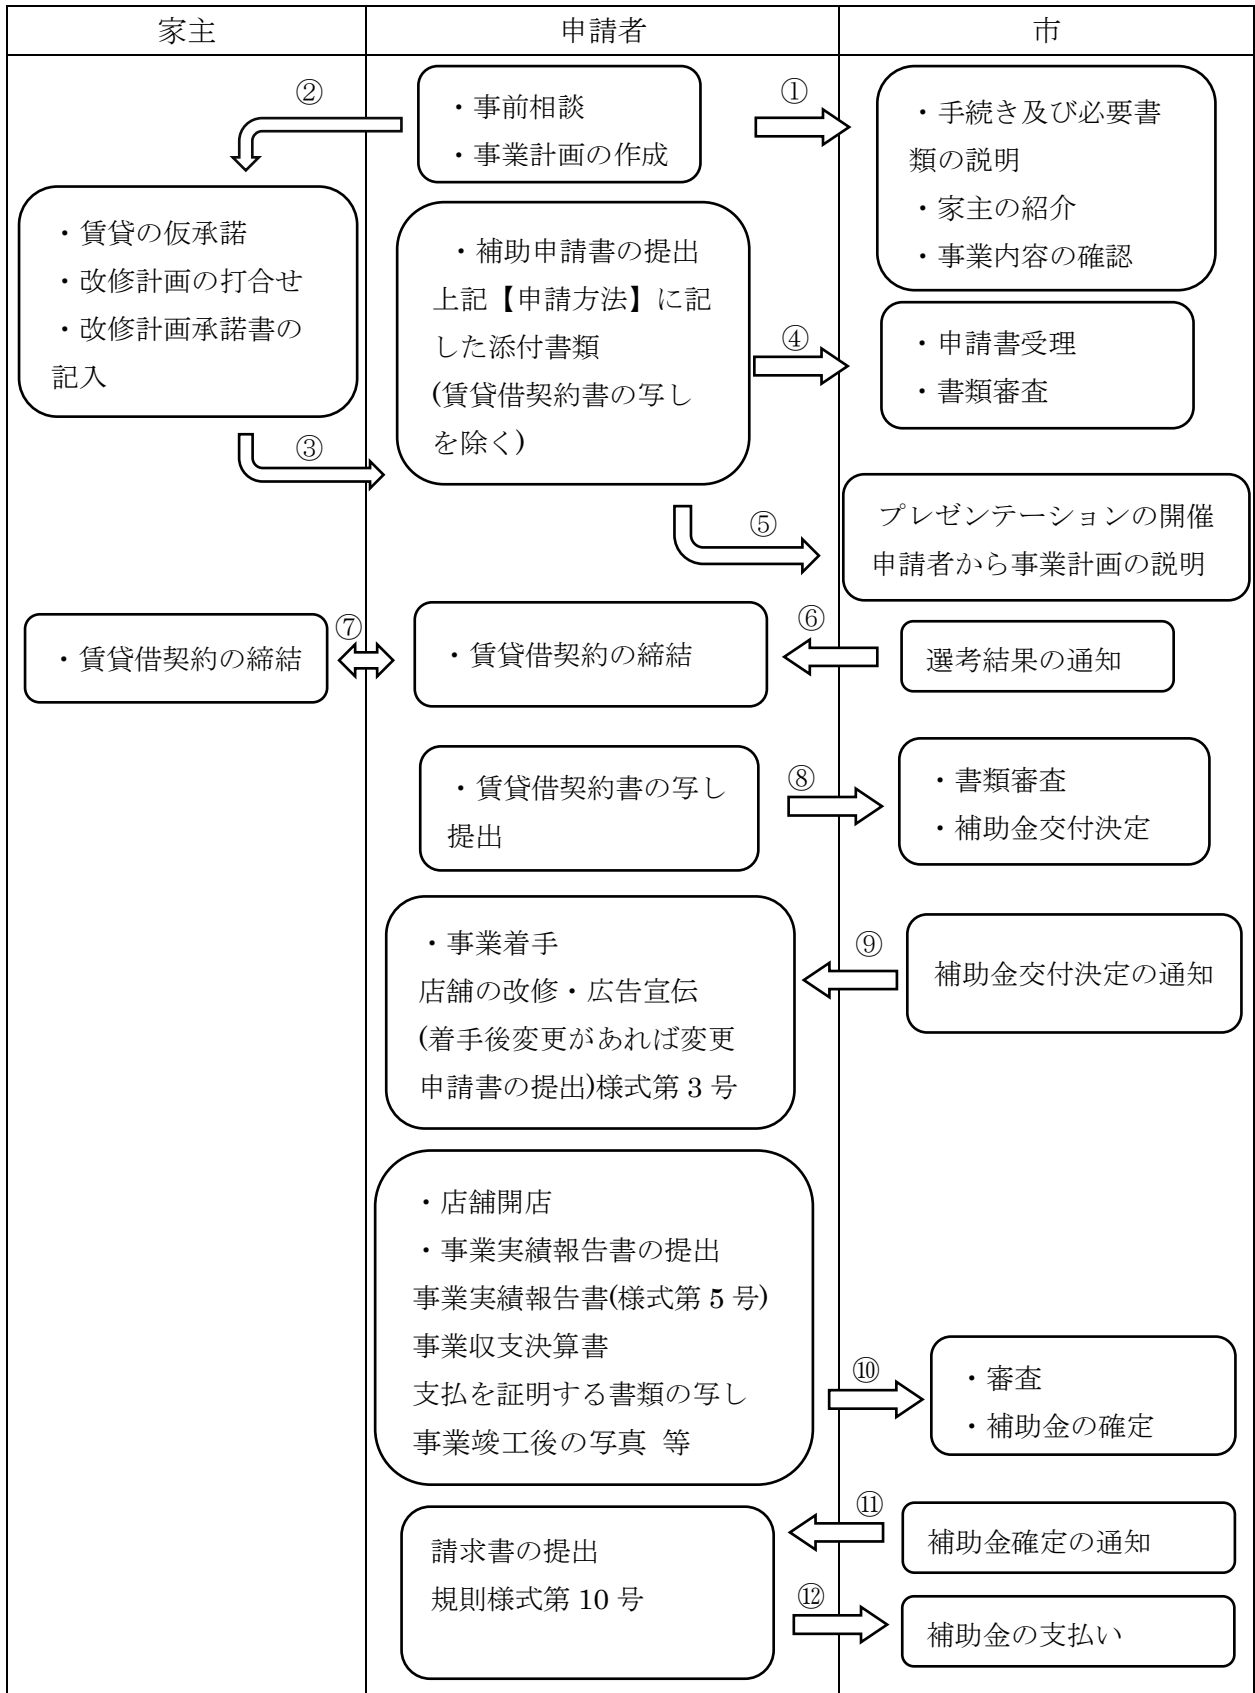 家主
申請者
市
②
・事前相談
・事業計画の作成
①
・手続き及び必要書
類の説明
・家主の紹介
・事業内容の確認
・賃貸の仮承諾
・改修計画の打合せ
・改修計画承諾書の
記入
・補助申請書の提出
上記【申請方法】に記
した添付書類
(賃貸借契約書の写し
を除く)
④
・申請書受理
・書類審査
③
⑤
プレゼンテーションの開催
申請者から事業計画の説明
・賃貸借契約の締結
⑦
・賃貸借契約の締結
⑥
選考結果の通知
・賃貸借契約書の写し
提出
⑧
・書類審査
・補助金交付決定
・事業着手
店舗の改修・広告宣伝
(着手後変更があれば変更
申請書の提出)様式第 3 号
⑨
補助金交付決定の通知
・店舗開店
・事業実績報告書の提出
事業実績報告書(様式第 5 号)
事業収支決算書
支払を証明する書類の写し
事業竣工後の写真 等
⑩
・審査
・補助金の確定
請求書の提出
規則様式第 10 号
⑪
補助金確定の通知
⑫
補助金の支払い